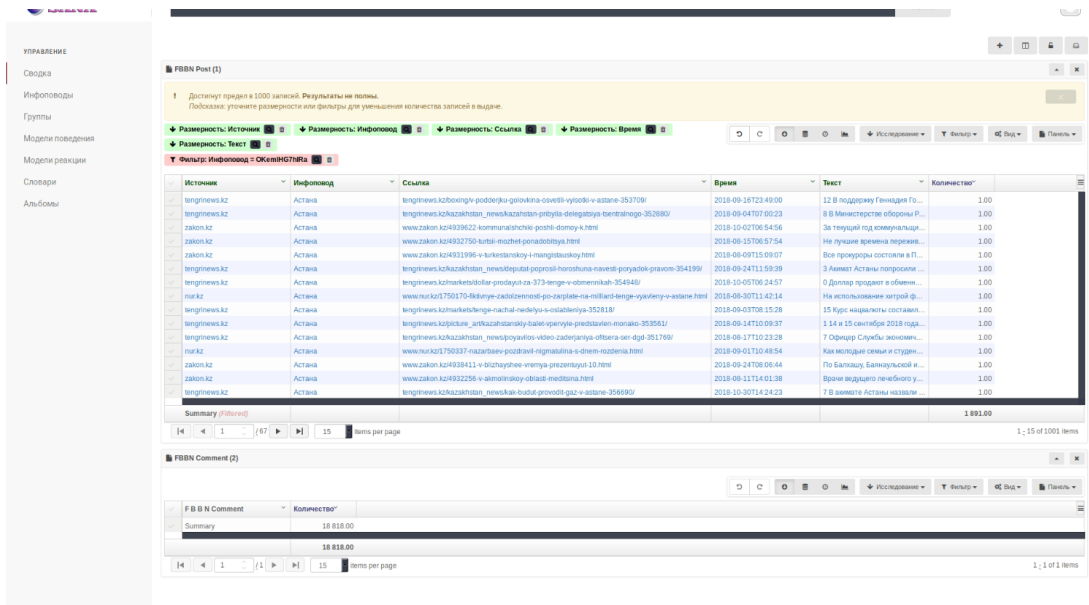 УПРАВЛЕНИЕ
Сводка
Инфоповоды
Группы
Модели поведения
Модели реакции
Словари
Альбомы
FBBN Post (1)
Достигнут предел в 1000 записей. Результаты не полны.
Подсказка: уточните размерности или фильтры для уменьшения количества записей в выдаче.
Размерность: Источник Размерность: Инфоповод Размерность: Ссылка Размерность: Время
Размерность: Текст
Фильтр: Инфоповод = OKemIHG7hIRa
Исследование Фильтр Вид Панель
Источник Инфоповод Ссылка Время Текст Количество
tengrinews.kz Астана tengrinews.kz/boxing/v-podderjku-golovkina-osvetili-vyisotki-v-astane-353709/ 2018-09-16T23:49:00 12 В поддержку Геннадия Го... 1.00
tengrinews.kz Астана tengrinews.kz/kazakhstan_news/kazahstan-pribyila-delegatsiya-tsentralnogo-352880/ 2018-09-04T07:00:23 8 В Министерстве обороны Р... 1.00
zakon.kz Астана www.zakon.kz/4939622-kommunalshchiki-poshli-domoy-k.html 2018-10-02T06:54:56 За текущий год коммунальщи... 1.00
zakon.kz Астана www.zakon.kz/4932750-turtsii-mozhet-ponadobitsya.html 2018-08-15T06:57:54 Не лучшие времена пережив... 1.00
zakon.kz Астана www.zakon.kz/4931996-v-turkestanskoy-i-mangistauskoy.html 2018-08-09T15:09:07 Все прокуроры состояли в П... 1.00
tengrinews.kz Астана tengrinews.kz/kazakhstan_news/deputat-poprosil-horoshuna-navesti-poryadok-pravom-354199/ 2018-09-24T11:59:39 3 Акимат Астаны попросили ... 1.00
tengrinews.kz Астана tengrinews.kz/markets/dollar-prodayut-za-373-tenge-v-obmennikah-354948/ 2018-10-05T06:24:57 0 Доллар продают в обменн... 1.00
nur.kz Астана www.nur.kz/1750170-fiktivnye-zadolzennosti-po-zarplate-na-milliard-tenge-vyavleny-v-astane.html 2018-08-30T11:42:14 На использование хитрой ф... 1.00
tengrinews.kz Астана tengrinews.kz/markets/tenge-nachal-nedelyu-s-oslableniya-352818/ 2018-09-03T08:15:28 15 Курс нацвалюты составил... 1.00
tengrinews.kz Астана tengrinews.kz/picture_art/kazahstanskiy-balet-vpervyie-predstavlen-monako-353561/ 2018-09-14T10:09:37 1 14 и 15 сентября 2018 года... 1.00
tengrinews.kz Астана tengrinews.kz/kazakhstan_news/poyavilos-video-zaderjaniya-ofitsera-ser-dgd-351769/ 2018-08-17T10:23:28 7 Офицер Службы экономич... 1.00
nur.kz Астана www.nur.kz/1750337-nazarbaev-pozdravil-nigmatulina-s-dnem-rozdenia.html 2018-09-01T10:48:54 Как молодые семьи и студен... 1.00
zakon.kz Астана www.zakon.kz/4938411-v-blizhayshee-vremya-prezentuyut-10.html 2018-09-24T08:06:44 По Балхашу, Баянаульской и... 1.00
zakon.kz Астана www.zakon.kz/4932256-v-akmolinskoy-oblasti-meditsina.html 2018-08-11T14:01:38 Врачи ведущего лечебного у... 1.00
tengrinews.kz Астана tengrinews.kz/kazakhstan_news/kak-budut-provodit-gaz-v-astane-356690/ 2018-10-30T14:24:23 7 В акимате Астаны назвали ... 1.00
Summary (Filtered) 1 891.00
1 / 67 15 items per page 1 - 15 of 1001 items
FBBN Comment (2)
Исследование Фильтр Вид Панель
F B B N Comment Количество
Summary 18 818.00
18 818.00
1 / 1 15 items per page 1 - 1 of 1 items